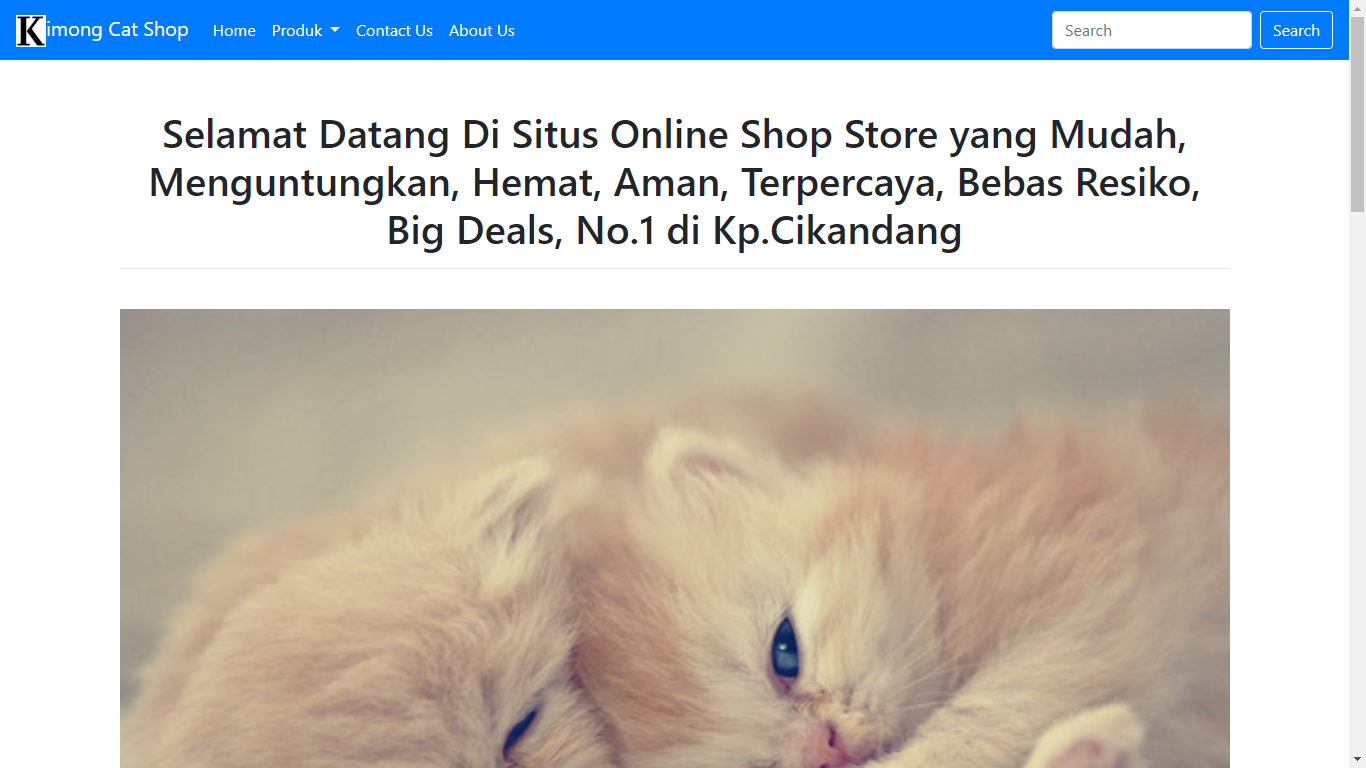 Kimong Cat Shop Home Produk Contact Us About Us Search Search
Selamat Datang Di Situs Online Shop Store yang Mudah,
Menguntungkan, Hemat, Aman, Terpercaya, Bebas Resiko,
Big Deals, No.1 di Kp.Cikandang